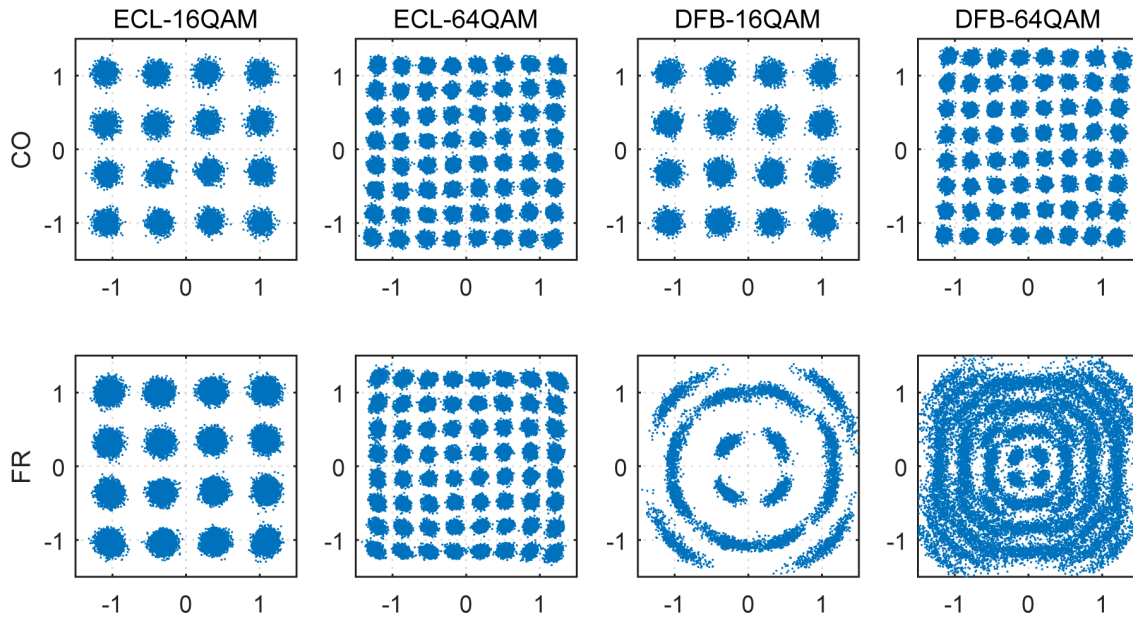 ECL-16QAM ECL-64QAM DFB-16QAM DFB-64QAM
CO
1 1 1 1
0 0 0 0
-1 -1 -1 -1
-1 0 1 -1 0 1 -1 0 1 -1 0 1
FR
1 1 1 1
0 0 0 0
-1 -1 -1 -1
-1 0 1 -1 0 1 -1 0 1 -1 0 1